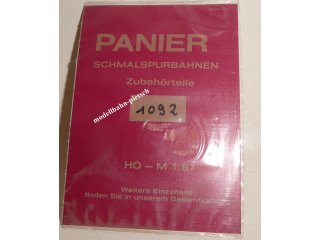 PANIER
SCHMALSPURBAHNEN
Zubehörteile
modellbahn-pietsch
1092
HO – M 1:87
Weitere Einzelteile
finden Sie in unserem Gesamtkatalog